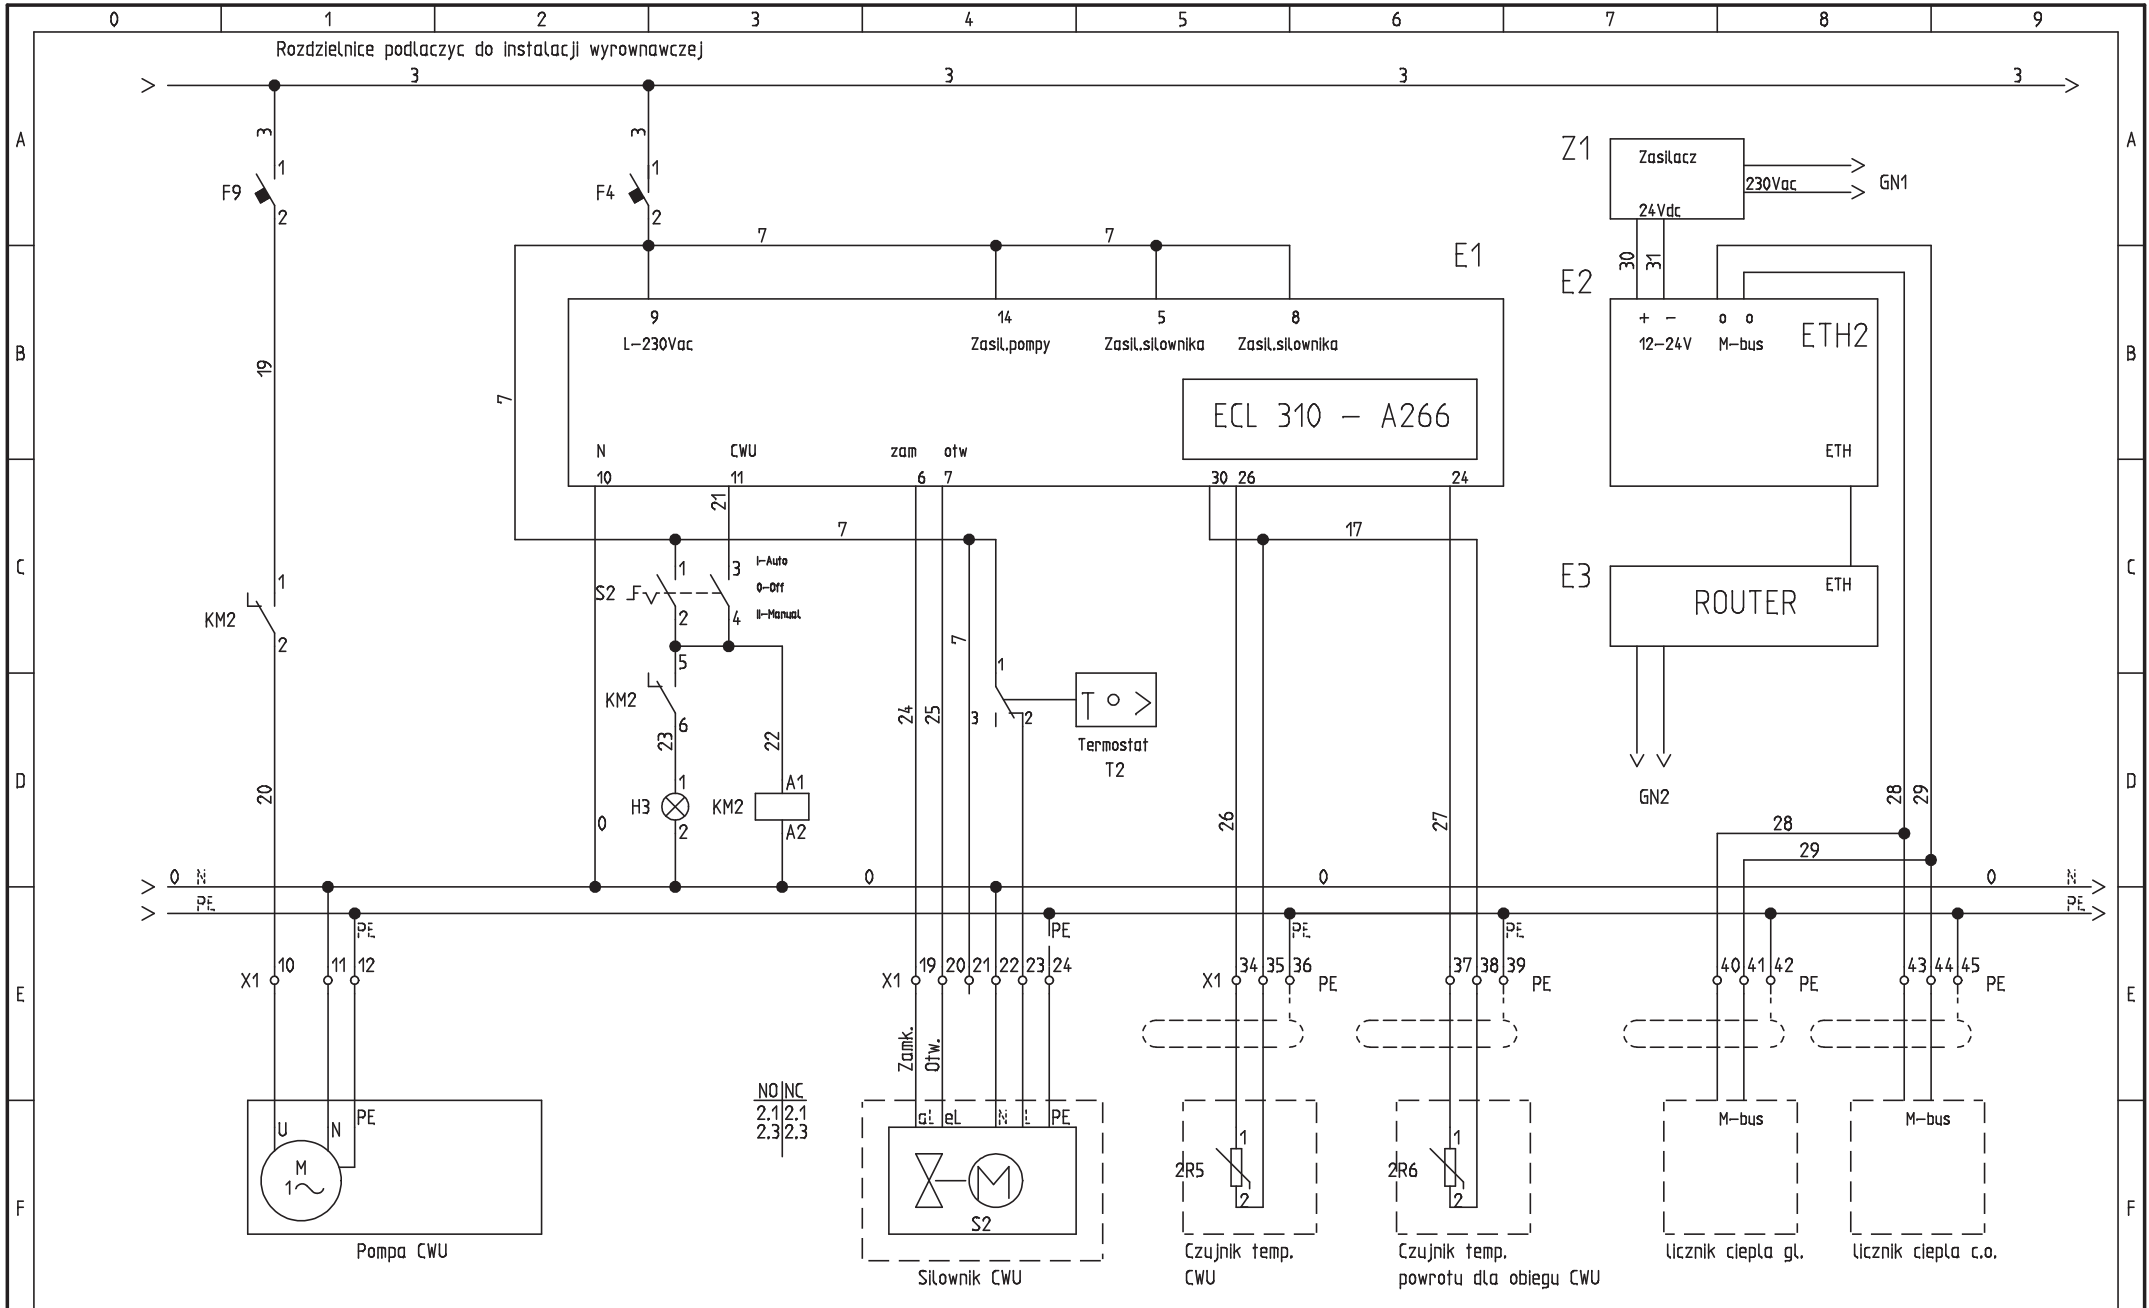 0 1 2 3 4 5 6 7 8 9
Rozdzielnice podlaczyc do instalacji wyrownawczej
3 3 3 3
A A
3 3
1 1
F9 F4
2 2
Z1 Zasilacz
230Vac GN1
24Vdc
7 7
E1
30 31
E2
9 14 5 8
L-230Vac Zasil.pompy Zasil.silownika Zasil.silownika
+ - o o
12-24V M-bus
ETH2
B B
19
7
ECL 310 - A266
N CWU zam otw
ETH
10 11 6 7 30 26 24
21
7 17
C C
1 1 3
I-Auto
0-Off
II-Manual
S2
KM2
2 2 4
E3 ROUTER ETH
7
5 1
KM2
6
24 25 3 2
T >
Termostat
T2
23 22
D D
20
1 A1
H3 KM2
2 A2
0
26 27
GN2
28 29
28
29
0 N 0 0 0 N
PE PE
PE PE PE PE
X1 10 11 12
X1 19 20 21 22 23 24
X1 34 35 36 PE
37 38 39 PE
40 41 42 PE
43 44 45 PE
E E
Zamk. Otw.
NO NC
2.1 2.1
2.3 2.3
U N PE
M
1~
Pompa CWU
aL eL N L PE
M
S2
Silownik CWU
1
2R5
2
Czujnik temp.
CWU
1
2R6
2
Czujnik temp.
powrotu dla obiegu CWU
M-bus
licznik ciepla gl.
M-bus
licznik ciepla c.o.
F F